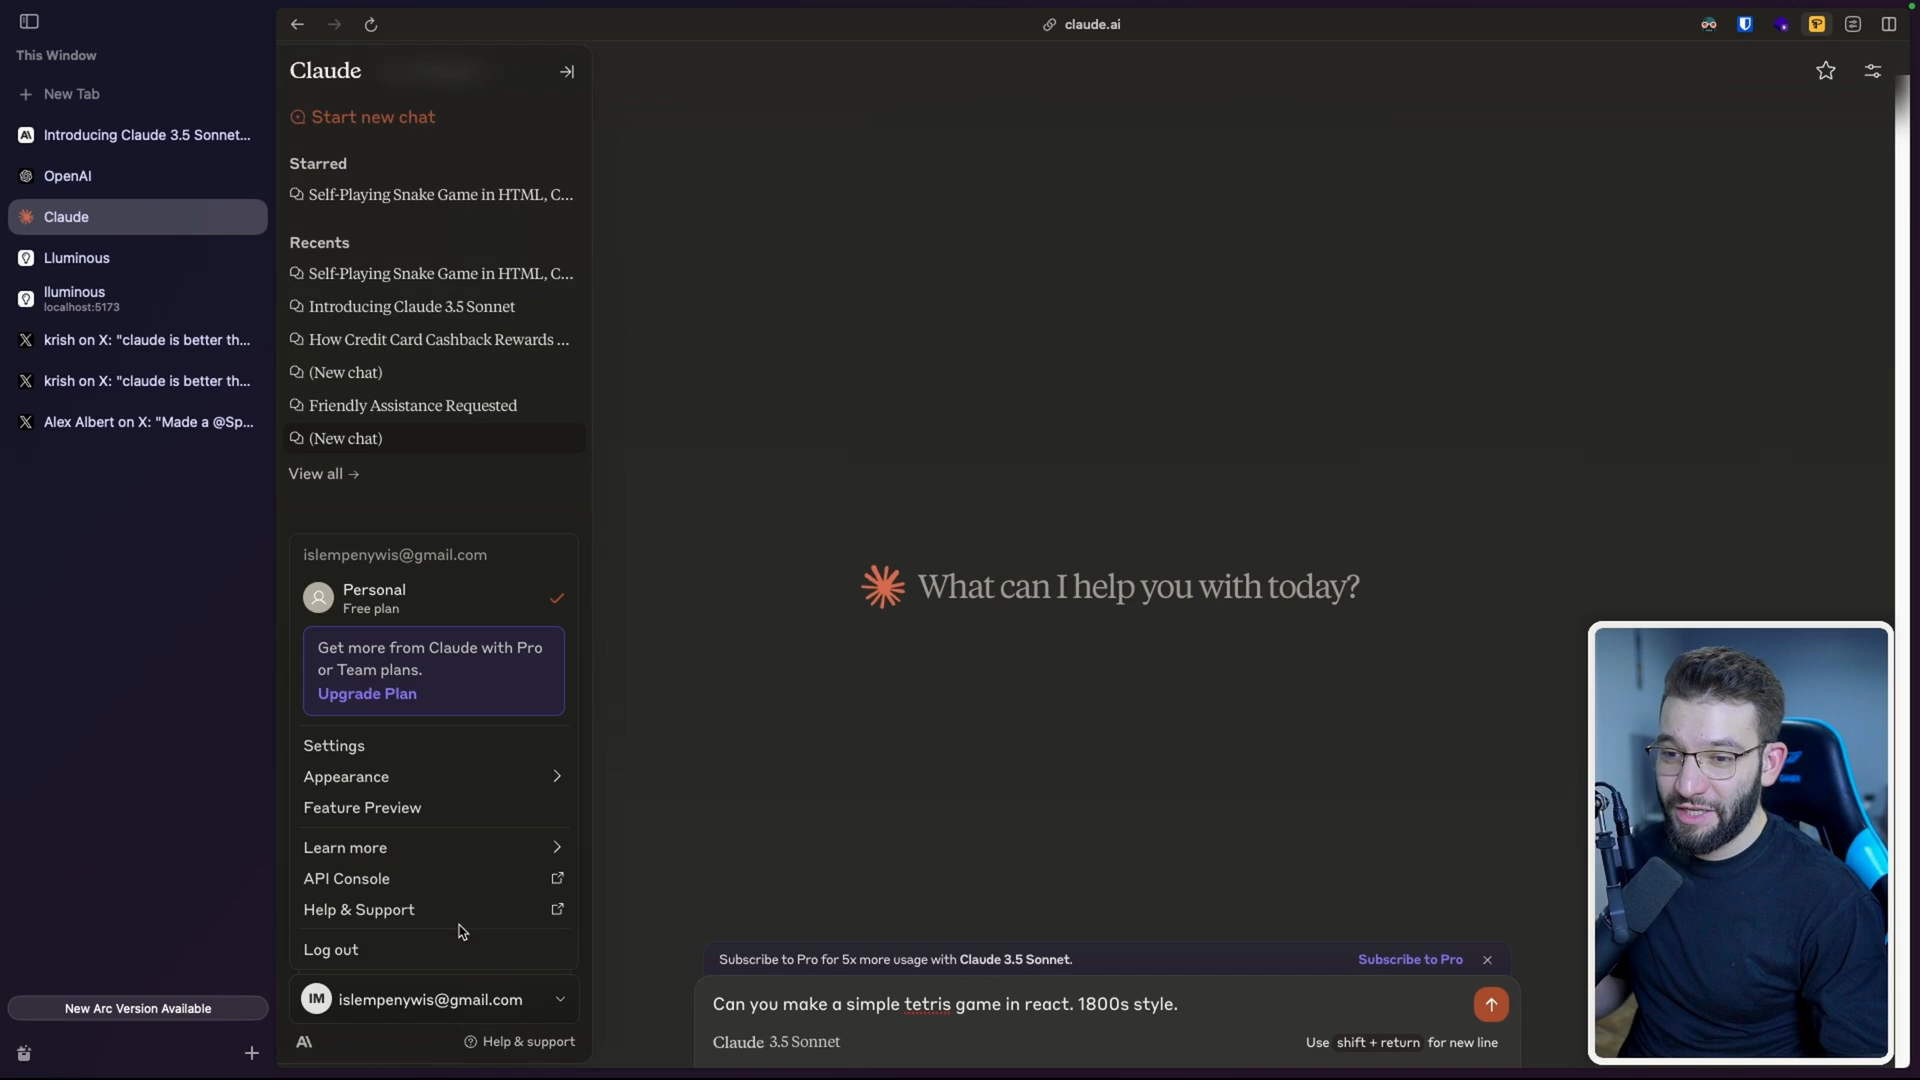 This Window
New Tab
Introducing Claude 3.5 Sonnet...
OpenAI
Claude
Lluminous
lluminous
localhost:5173
krish on X: "claude is better th...
krish on X: "claude is better th...
Alex Albert on X: "Made a @Sp...
New Arc Version Available
claude.ai
Claude
Start new chat
Starred
Self-Playing Snake Game in HTML, C...
Recents
Self-Playing Snake Game in HTML, C...
Introducing Claude 3.5 Sonnet
How Credit Card Cashback Rewards ...
(New chat)
Friendly Assistance Requested
(New chat)
View all →
islempenywis@gmail.com
Personal
Free plan
Get more from Claude with Pro
or Team plans.
Upgrade Plan
Settings
Appearance
Feature Preview
Learn more
API Console
Help & Support
Log out
IM islempenywis@gmail.com
Help & support
What can I help you with today?
Subscribe to Pro for 5x more usage with Claude 3.5 Sonnet. Subscribe to Pro
Can you make a simple tetris game in react. 1800s style.
Claude 3.5 Sonnet
Use shift + return for new line